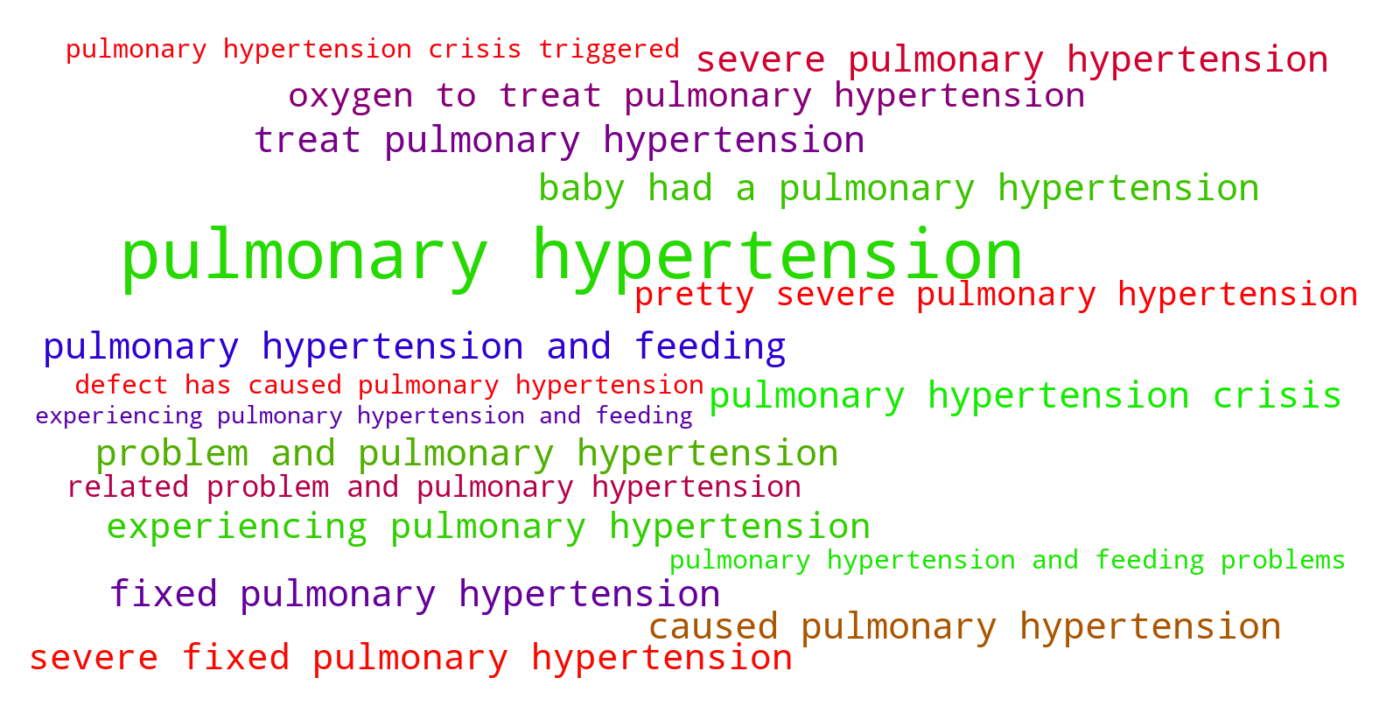 pulmonary hypertension crisis triggered
severe pulmonary hypertension
oxygen to treat pulmonary hypertension
treat pulmonary hypertension
baby had a pulmonary hypertension
pulmonary hypertension
pretty severe pulmonary hypertension
pulmonary hypertension and feeding
defect has caused pulmonary hypertension
pulmonary hypertension crisis
experiencing pulmonary hypertension and feeding
problem and pulmonary hypertension
related problem and pulmonary hypertension
experiencing pulmonary hypertension
pulmonary hypertension and feeding problems
fixed pulmonary hypertension
caused pulmonary hypertension
severe fixed pulmonary hypertension